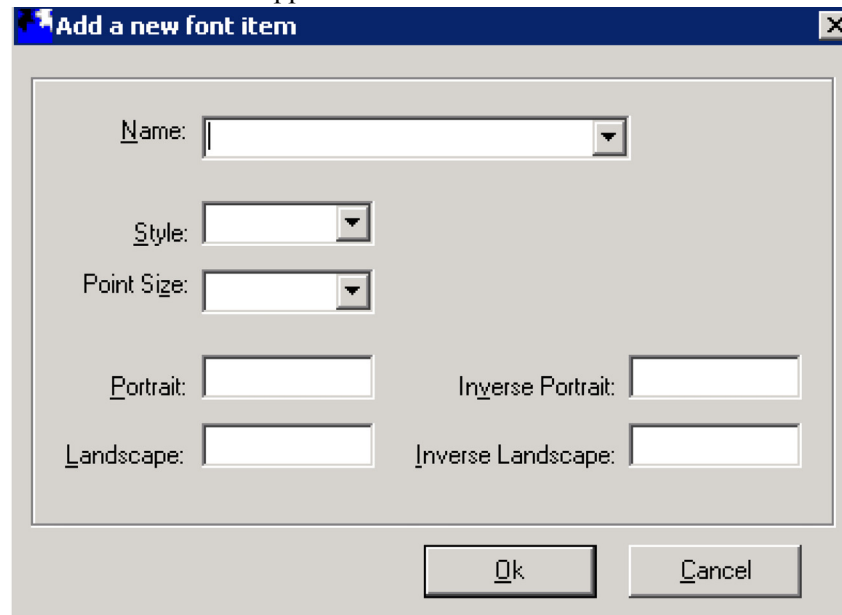 Add a new font item
Name:
Style:
Point Size:
Portrait: Inverse Portrait:
Landscape: Inverse Landscape:
Ok Cancel